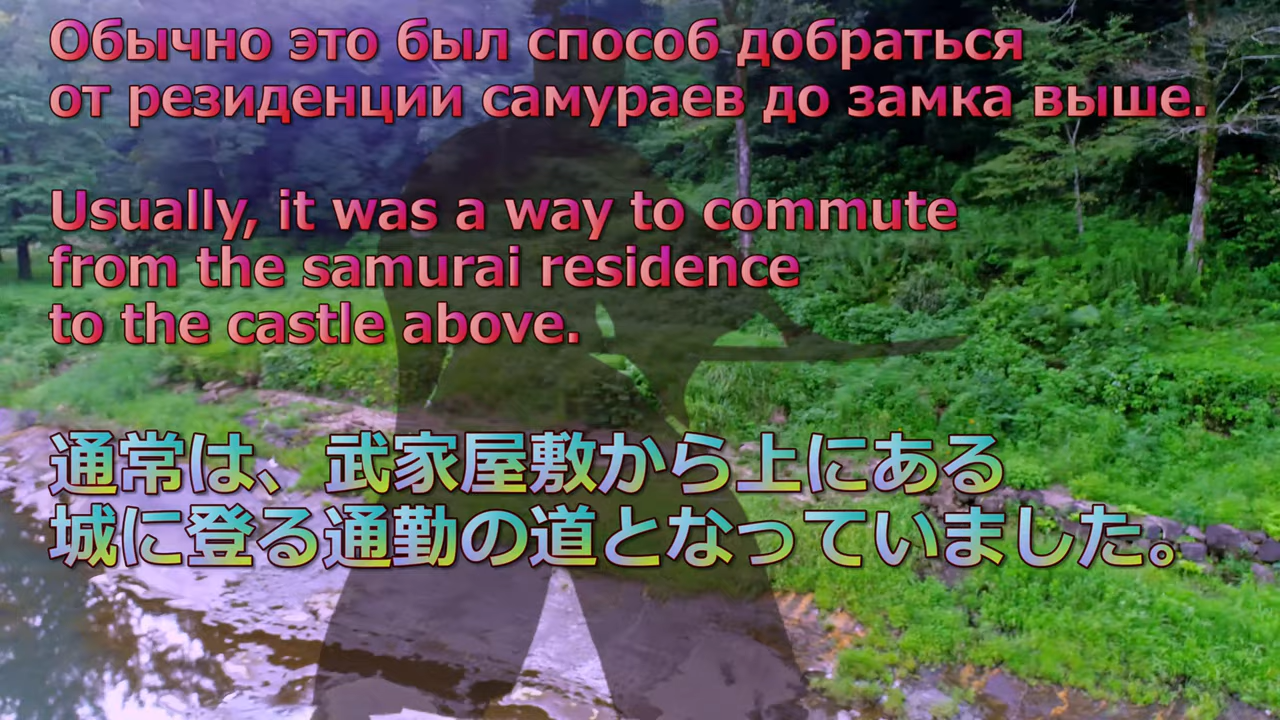 Обычно это был способ добраться
от резиденции самураев до замка выше.
Usually, it was a way to commute
from the samurai residence
to the castle above.
通常は、武家屋敷から上にある
城に登る通勤の道となっていました。